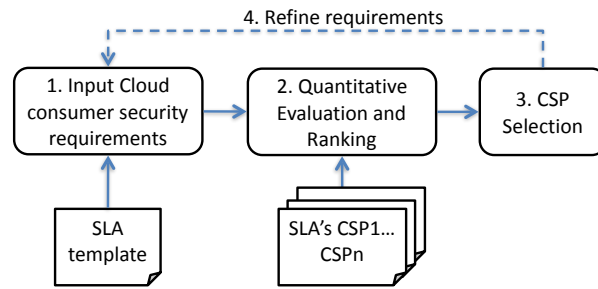 4. Refine requirements
1. Input Cloud
consumer security
requirements
2. Quantitative
Evaluation and
Ranking
3. CSP
Selection
SLA
template
SLA's CSP1...
CSPn